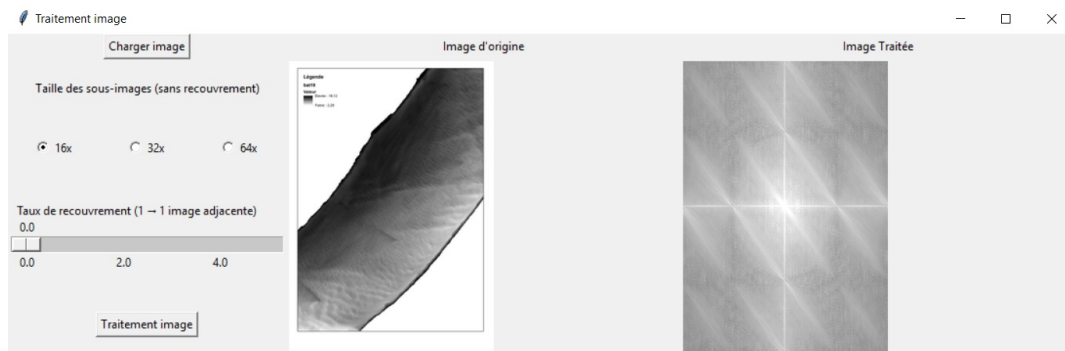 Traitement image
Charger image
Image d'origine
Image Traitée
Taille des sous-images (sans recouvrement)
16x 32x 64x
Taux de recouvrement (1 → 1 image adjacente)
0.0
0.0 2.0 4.0
Traitement image
Légende
Valeur